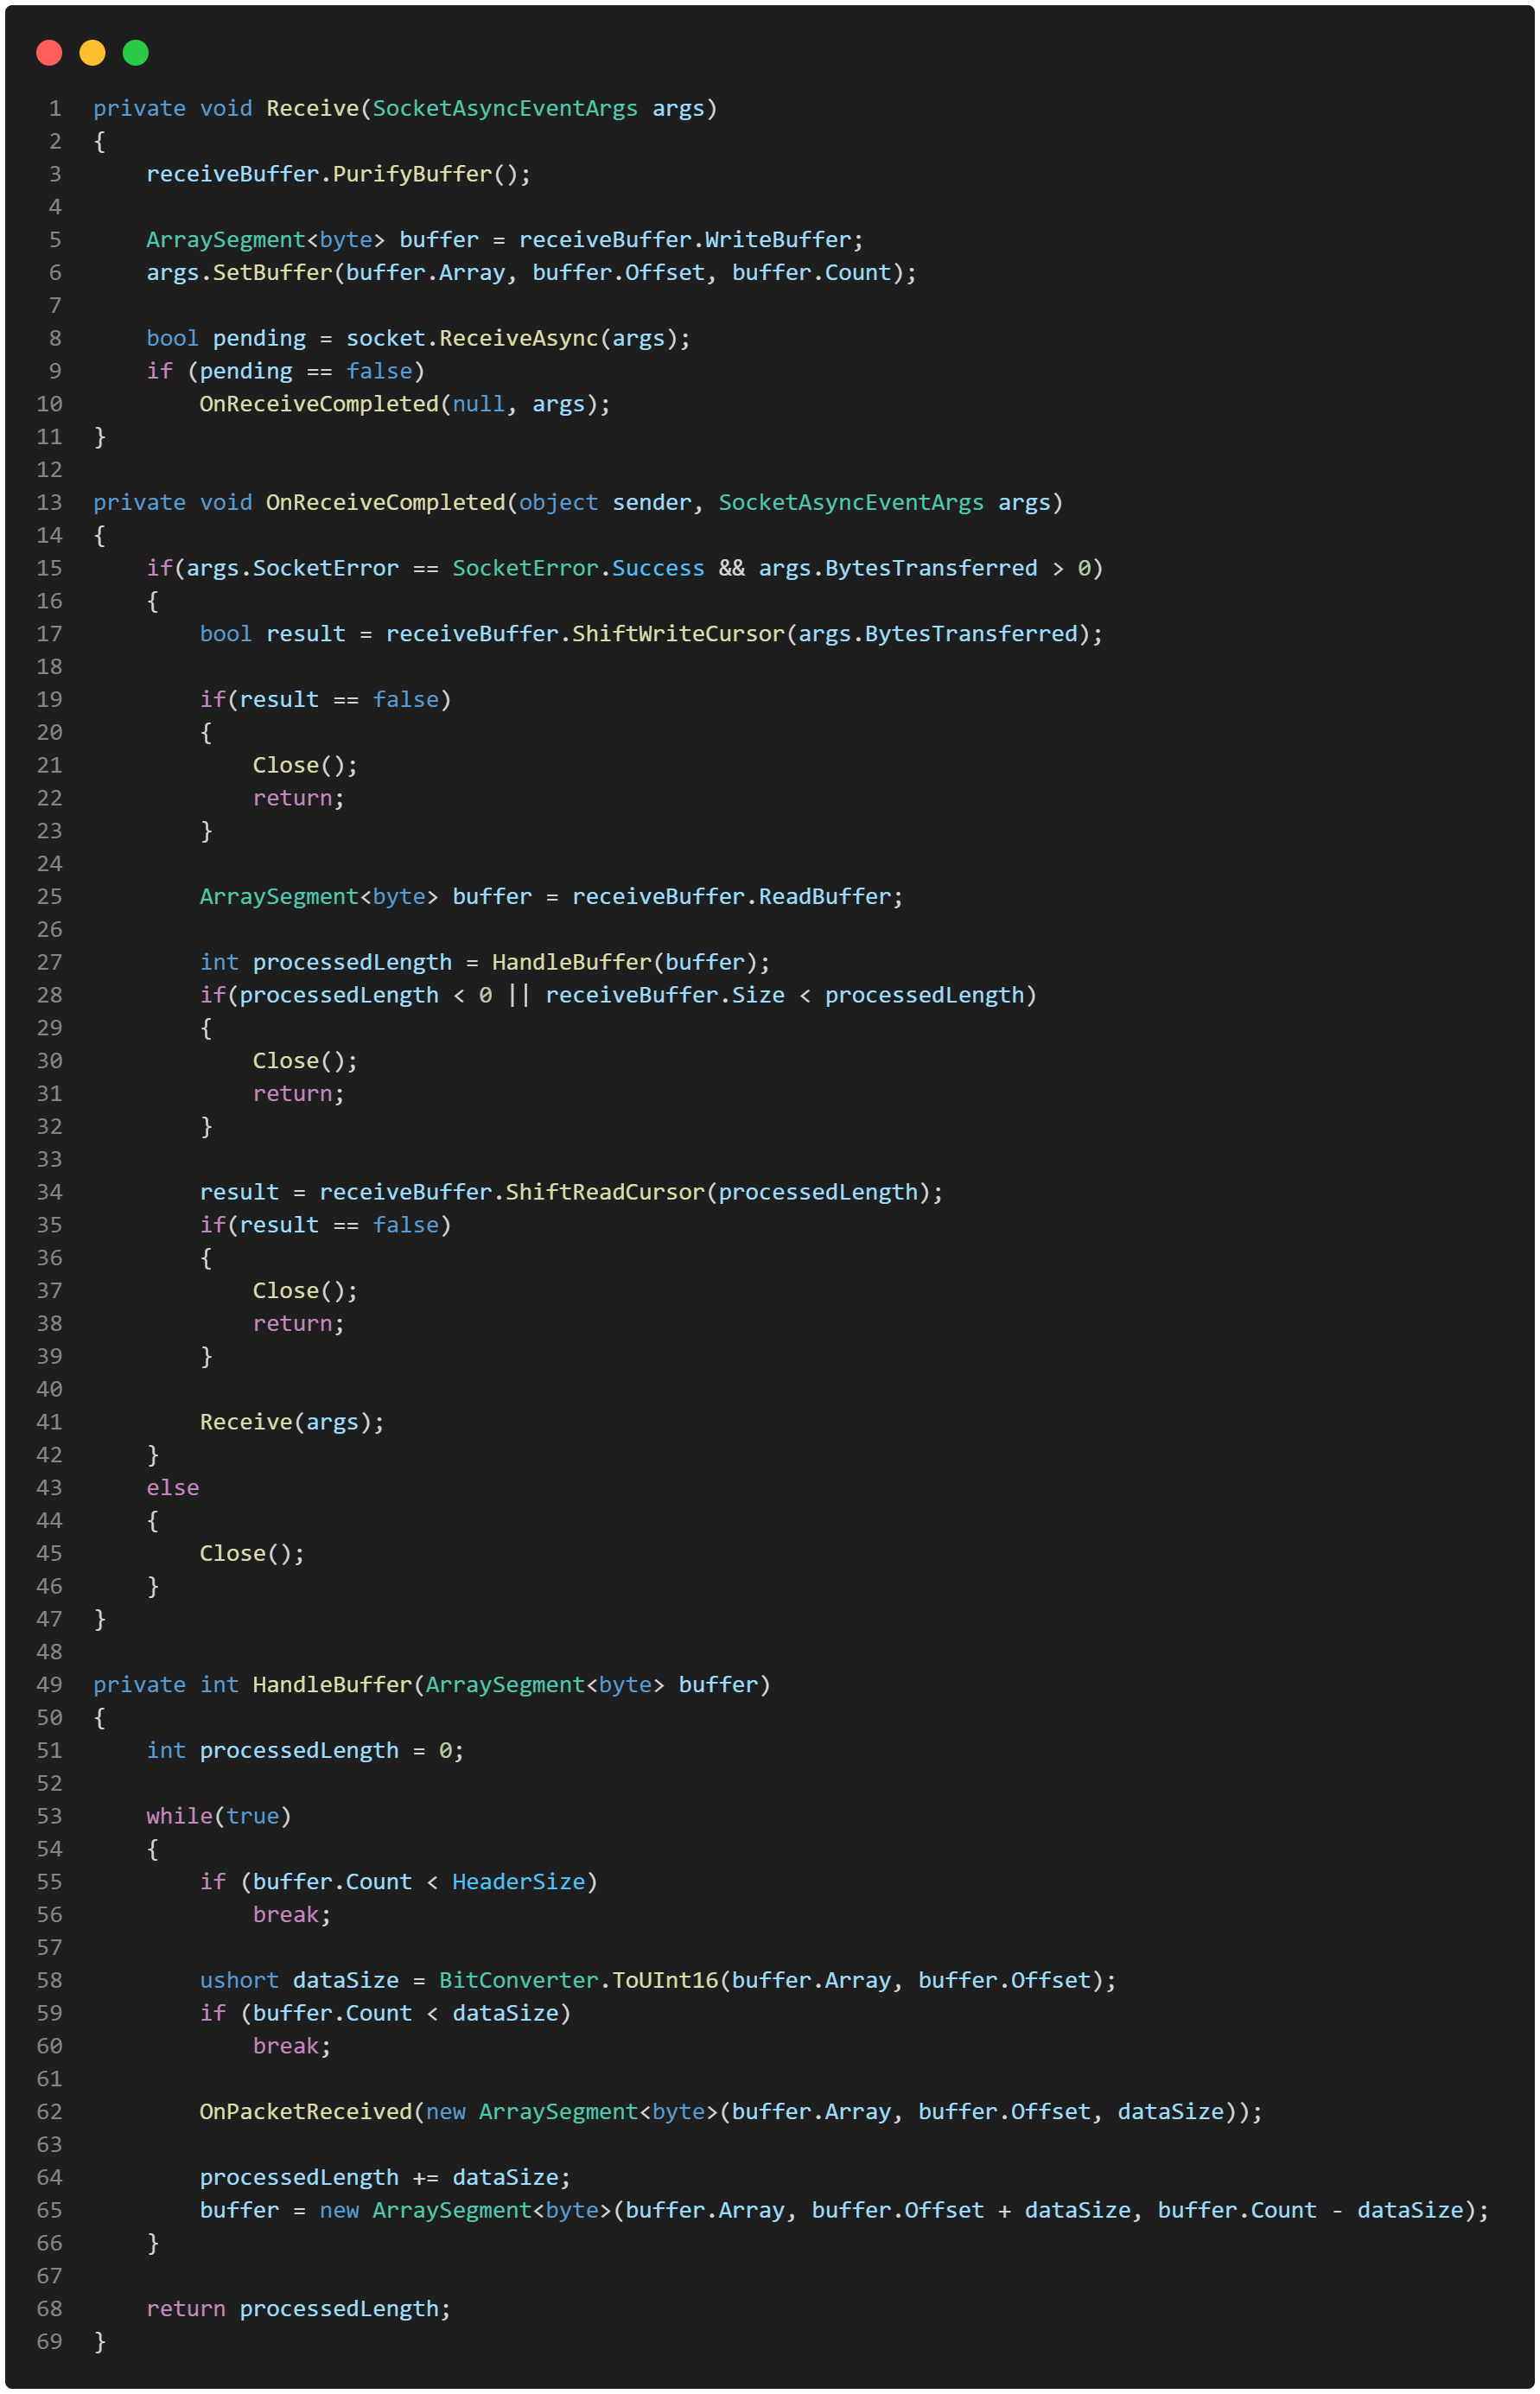 1 private void Receive(SocketAsyncEventArgs args)
2 {
3     receiveBuffer.PurifyBuffer();
4
5     ArraySegment<byte> buffer = receiveBuffer.WriteBuffer;
6     args.SetBuffer(buffer.Array, buffer.Offset, buffer.Count);
7
8     bool pending = socket.ReceiveAsync(args);
9     if (pending == false)
10         OnReceiveCompleted(null, args);
11 }
12
13 private void OnReceiveCompleted(object sender, SocketAsyncEventArgs args)
14 {
15     if(args.SocketError == SocketError.Success && args.BytesTransferred > 0)
16     {
17         bool result = receiveBuffer.ShiftWriteCursor(args.BytesTransferred);
18
19         if(result == false)
20         {
21             Close();
22             return;
23         }
24
25         ArraySegment<byte> buffer = receiveBuffer.ReadBuffer;
26
27         int processedLength = HandleBuffer(buffer);
28         if(processedLength < 0 || receiveBuffer.Size < processedLength)
29         {
30             Close();
31             return;
32         }
33
34         result = receiveBuffer.ShiftReadCursor(processedLength);
35         if(result == false)
36         {
37             Close();
38             return;
39         }
40
41         Receive(args);
42     }
43     else
44     {
45         Close();
46     }
47 }
48
49 private int HandleBuffer(ArraySegment<byte> buffer)
50 {
51     int processedLength = 0;
52
53     while(true)
54     {
55         if (buffer.Count < HeaderSize)
56             break;
57
58         ushort dataSize = BitConverter.ToUInt16(buffer.Array, buffer.Offset);
59         if (buffer.Count < dataSize)
60             break;
61
62         OnPacketReceived(new ArraySegment<byte>(buffer.Array, buffer.Offset, dataSize));
63
64         processedLength += dataSize;
65         buffer = new ArraySegment<byte>(buffer.Array, buffer.Offset + dataSize, buffer.Count - dataSize);
66     }
67
68     return processedLength;
69 }